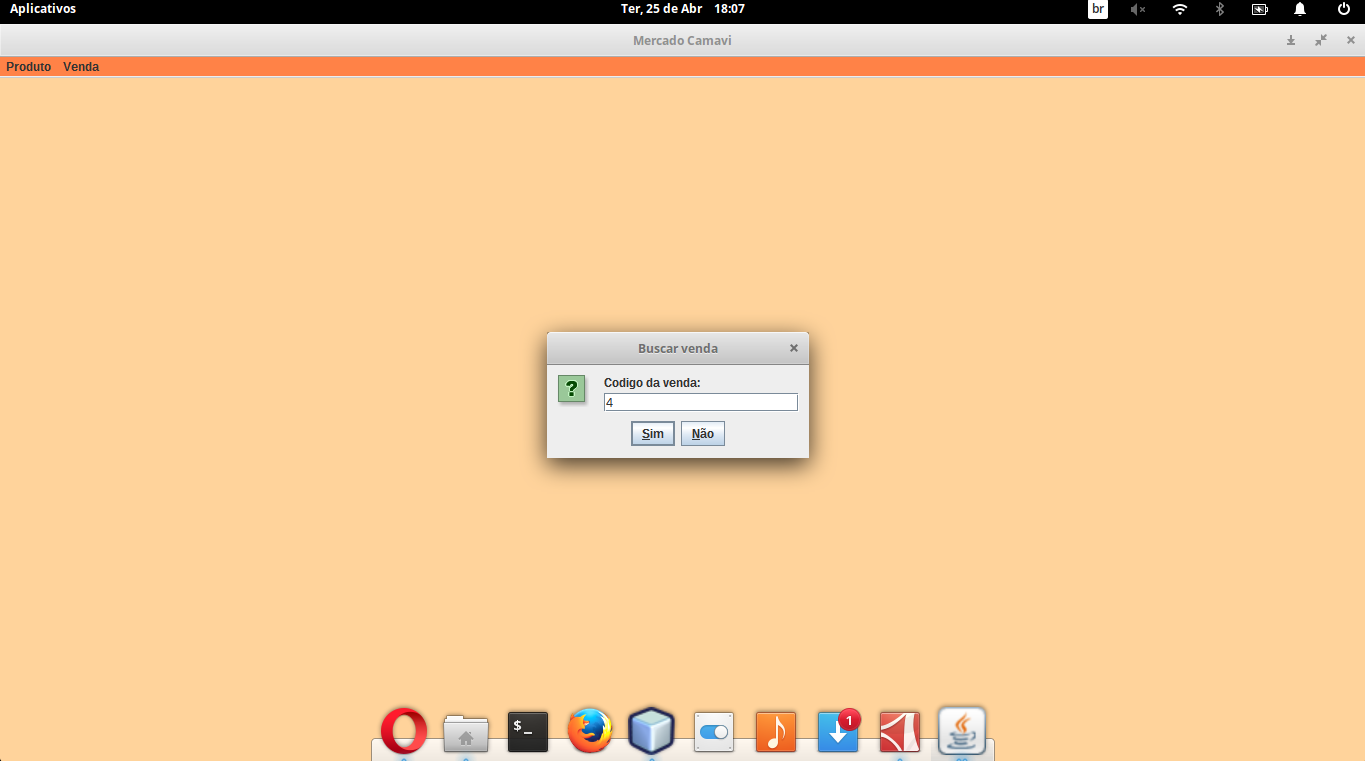 Aplicativos Ter, 25 de Abr 18:07 br
Mercado Camavi
Produto Venda
Buscar venda
?
Codigo da venda:
4
Sim Não
$_
1